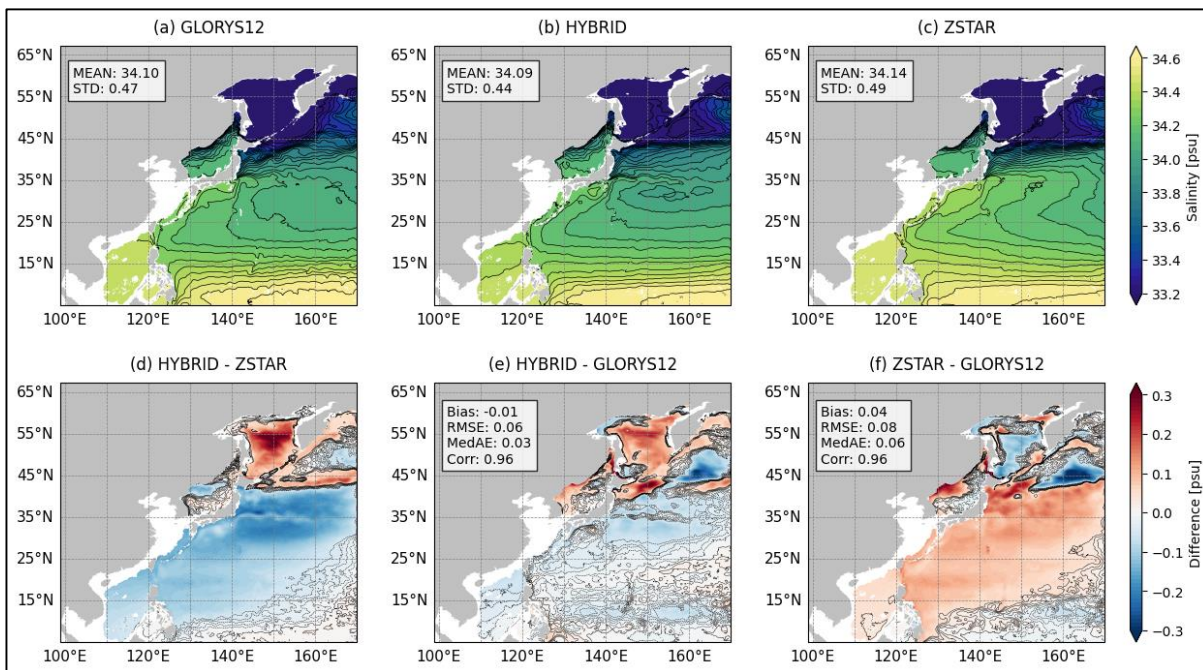 (a) GLORYS12
(b) HYBRID
(c) ZSTAR
65°N
55°N
45°N
35°N
25°N
15°N
MEAN: 34.10
STD: 0.47
100°E 120°E 140°E 160°E
65°N
55°N
45°N
35°N
25°N
15°N
MEAN: 34.09
STD: 0.44
100°E 120°E 140°E 160°E
65°N
55°N
45°N
35°N
25°N
15°N
MEAN: 34.14
STD: 0.49
100°E 120°E 140°E 160°E
34.6
34.4
34.2
34.0
33.8
33.6
33.4
33.2
Salinity [psu]
(d) HYBRID - ZSTAR
(e) HYBRID - GLORYS12
(f) ZSTAR - GLORYS12
65°N
55°N
45°N
35°N
25°N
15°N
100°E 120°E 140°E 160°E
65°N
55°N
45°N
35°N
25°N
15°N
Bias: -0.01
RMSE: 0.06
MedAE: 0.03
Corr: 0.96
100°E 120°E 140°E 160°E
65°N
55°N
45°N
35°N
25°N
15°N
Bias: 0.04
RMSE: 0.08
MedAE: 0.06
Corr: 0.96
100°E 120°E 140°E 160°E
0.3
0.2
0.1
0.0
−0.1
−0.2
−0.3
Difference [psu]